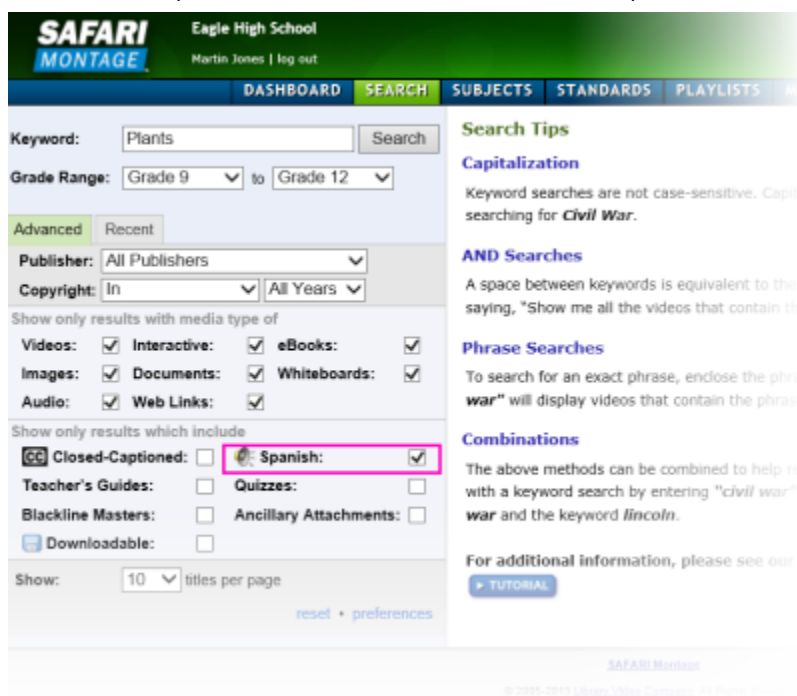 SAFARI
MONTAGE
Eagle High School
Martin Jones | log out
DASHBOARD SEARCH SUBJECTS STANDARDS PLAYLISTS
Keyword: Plants Search
Grade Range: Grade 9 to Grade 12
Advanced Recent
Publisher: All Publishers
Copyright: In All Years
Show only results with media type of
Videos: Interactive: eBooks:
Images: Documents: Whiteboards:
Audio: Web Links:
Show only results which include
CC Closed-Captioned: Spanish:
Teacher's Guides: Quizzes:
Blackline Masters: Ancillary Attachments:
Downloadable:
Show: 10 titles per page
reset • preferences
Search Tips
Capitalization
Keyword searches are not case-sensitive.
searching for Civil War.
AND Searches
A space between keywords is equivalent to the
saying, "Show me all the videos that contain
Phrase Searches
To search for an exact phrase, enclose the
war" will display videos that contain the
Combinations
The above methods can be combined to help
with a keyword search by entering "civil war"
war and the keyword lincoln.
For additional information, please see our
TUTORIAL
SAFARI Montage